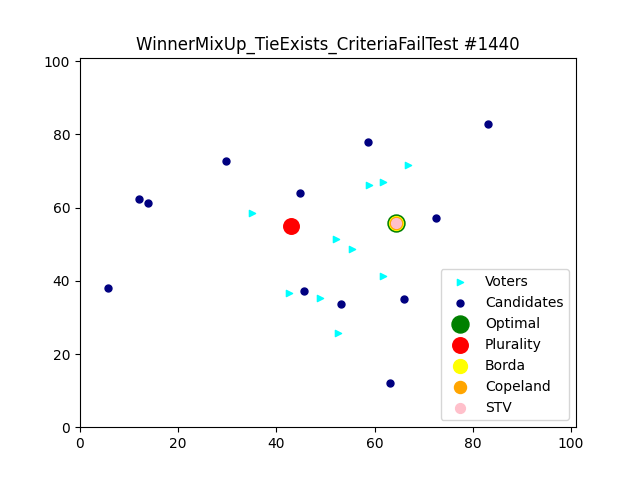 WinnerMixUp_TieExists_CriteriaFailTest #1440
100
80
60
40
20
0
0 20 40 60 80 100
Voters
Candidates
Optimal
Plurality
Borda
Copeland
STV